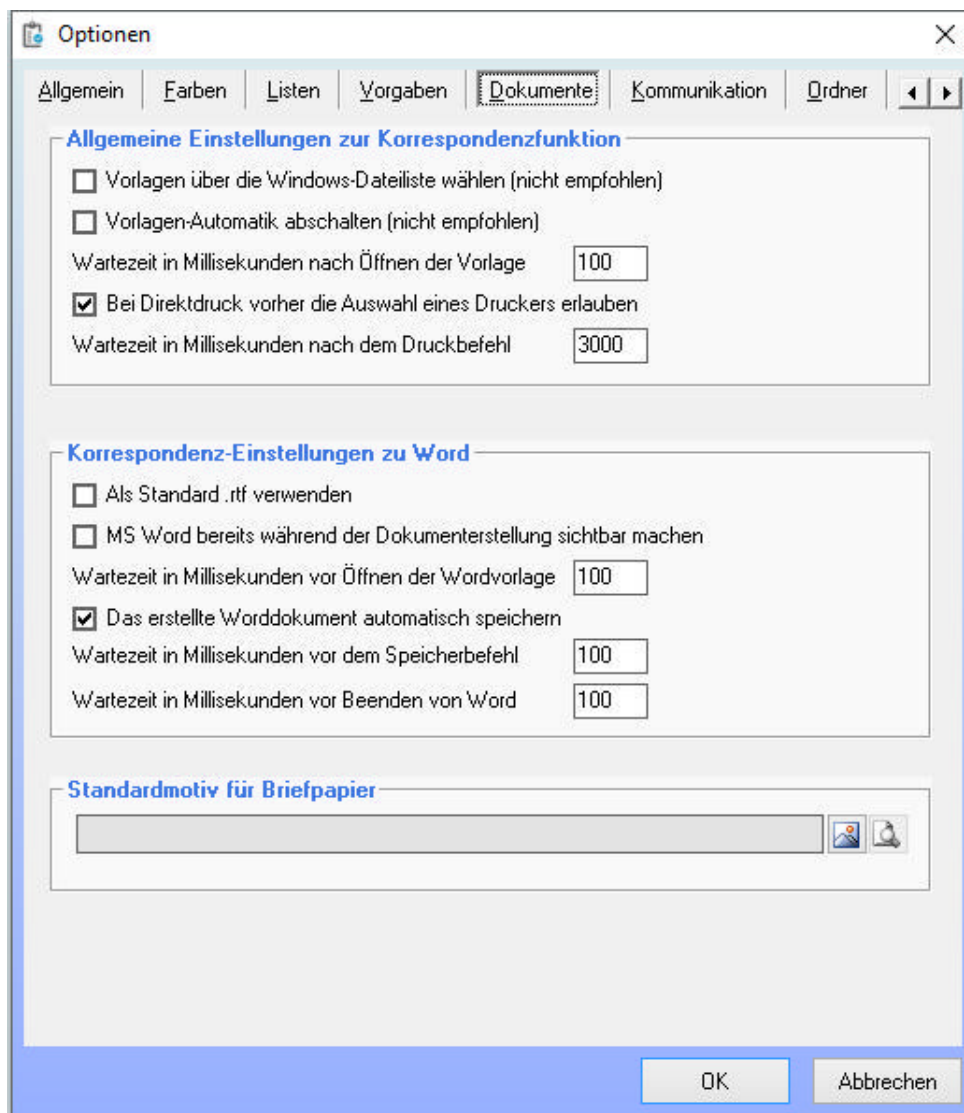 Optionen
Allgemein Farben Listen Vorgaben Dokumente Kommunikation Ordner
Allgemeine Einstellungen zur Korrespondenzfunktion
Vorlagen über die Windows-Dateiliste wählen (nicht empfohlen)
Vorlagen-Automatik abschalten (nicht empfohlen)
Wartezeit in Millisekunden nach Öffnen der Vorlage 100
Bei Direktdruck vorher die Auswahl eines Druckers erlauben
Wartezeit in Millisekunden nach dem Druckbefehl 3000
Korrespondenz-Einstellungen zu Word
Als Standard .rtf verwenden
MS Word bereits während der Dokumenterstellung sichtbar machen
Wartezeit in Millisekunden vor Öffnen der Wordvorlage 100
Das erstellte Worddokument automatisch speichern
Wartezeit in Millisekunden vor dem Speicherbefehl 100
Wartezeit in Millisekunden vor Beenden von Word 100
Standardmotiv für Briefpapier
OK Abbrechen